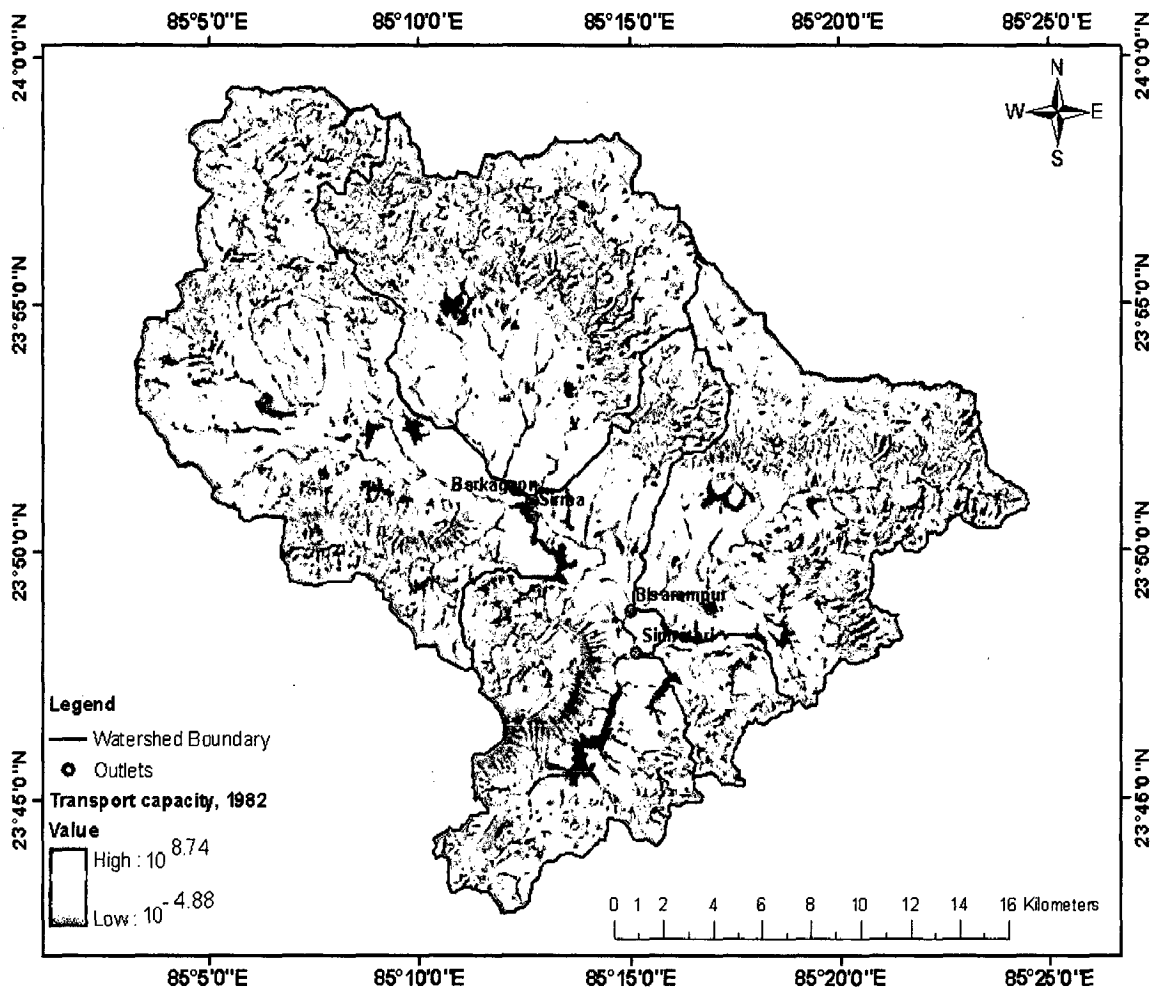 85°5'0"E 85°10'0"E 85°15'0"E 85°20'0"E 85°25'0"E
24°0'0"N 24°0'0"N
N
W E
S
23°55'0"N 23°55'0"N
Barkagaon
Sirma
23°50'0"N 23°50'0"N
Bisarampur
Legend
Watershed Boundary
Outlets
Transport capacity, 1982
23°45'0"N 23°45'0"N
Value
High : 10 8.74
Low : 10 - 4.88
0 1 2 4 6 8 10 12 14 16 Kilometers
85°5'0"E 85°10'0"E 85°15'0"E 85°20'0"E 85°25'0"E